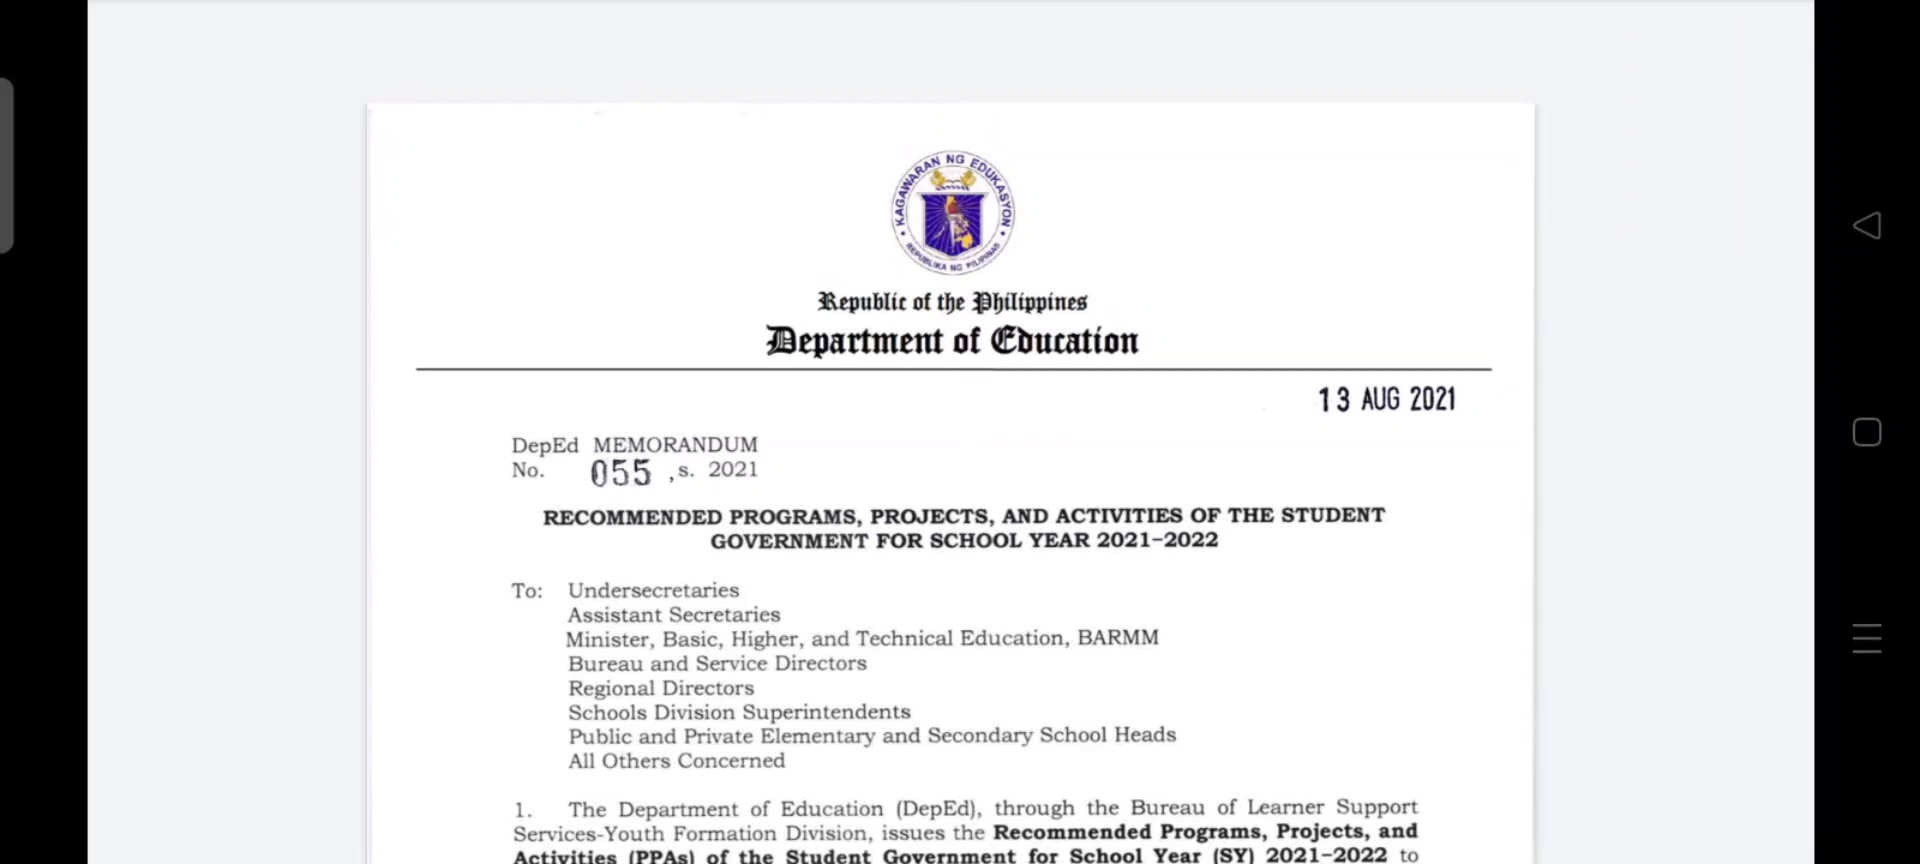 KAGAWARAN NG EDUKASYON
REPUBLIKA NG PILIPINAS
Republic of the Philippines
Department of Education
13 AUG 2021
DepEd MEMORANDUM
No. 055 , s. 2021
RECOMMENDED PROGRAMS, PROJECTS, AND ACTIVITIES OF THE STUDENT
GOVERNMENT FOR SCHOOL YEAR 2021–2022
To: Undersecretaries
Assistant Secretaries
Minister, Basic, Higher, and Technical Education, BARMM
Bureau and Service Directors
Regional Directors
Schools Division Superintendents
Public and Private Elementary and Secondary School Heads
All Others Concerned
1. The Department of Education (DepEd), through the Bureau of Learner Support
Services-Youth Formation Division, issues the Recommended Programs, Projects, and
Activities (PPAs) of the Student Government for School Year (SY) 2021–2022 to